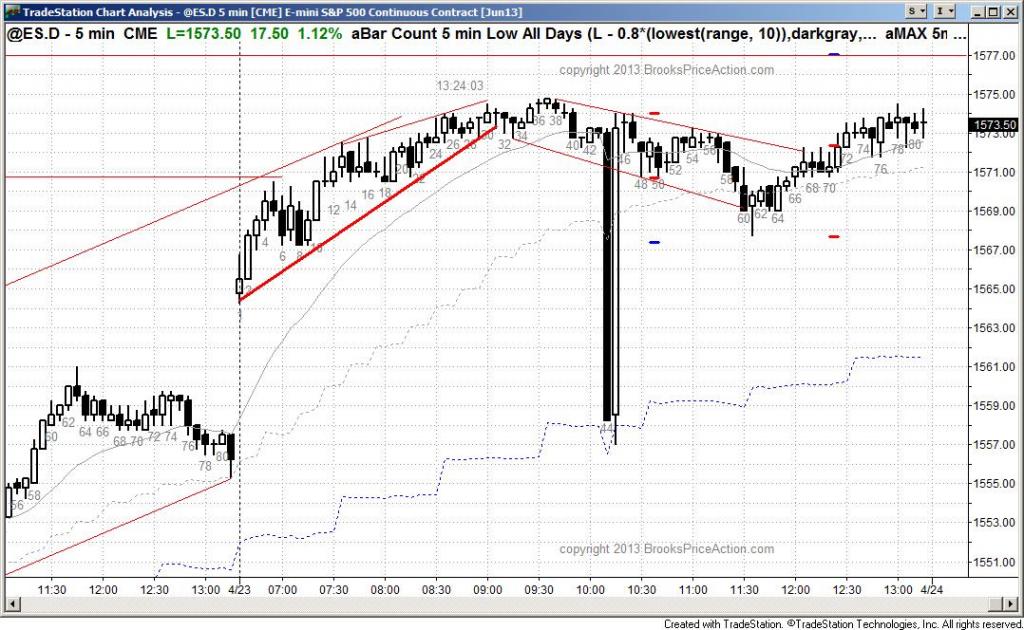 TradeStation Chart Analysis - @ES.D 5 min [CME] E-mini S&P 500 Continuous Contract [Jun13]
S I
@ES.D - 5 min CME L=1573.50 17.50 1.12% aBar Count 5 min Low All Days (L - 0.8*(lowest(range, 10)),darkgray,... aMAX 5n ...
1577.00
copyright 2013 BrooksPriceAction.com
13:24:03
1575.00
36 38
1573.50
1573.00
24 26 28 30 32 34
40 42 46
52 54 56
72 74 76 78 80
1571.00
12 14 16 18 20 22
48 50
58
66 68 70
1569.00
60 62 64
4 6 8 10
1567.00
2
1565.00
1563.00
1561.00
1559.00
56 58 60 62 64 66 68 70 72 74 76 78 80
44
1557.00
1555.00
1553.00
copyright 2013 BrooksPriceAction.com
1551.00
11:30 12:00 12:30 13:00 4/23 07:00 07:30 08:00 08:30 09:00 09:30 10:00 10:30 11:00 11:30 12:00 12:30 13:00 4/24
Created with TradeStation. ©TradeStation Technologies, Inc. All rights reserved.